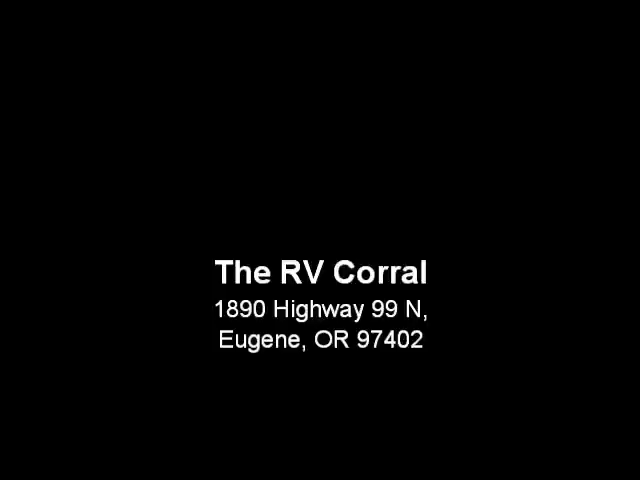 The RV Corral
1890 Highway 99 N,
Eugene, OR 97402